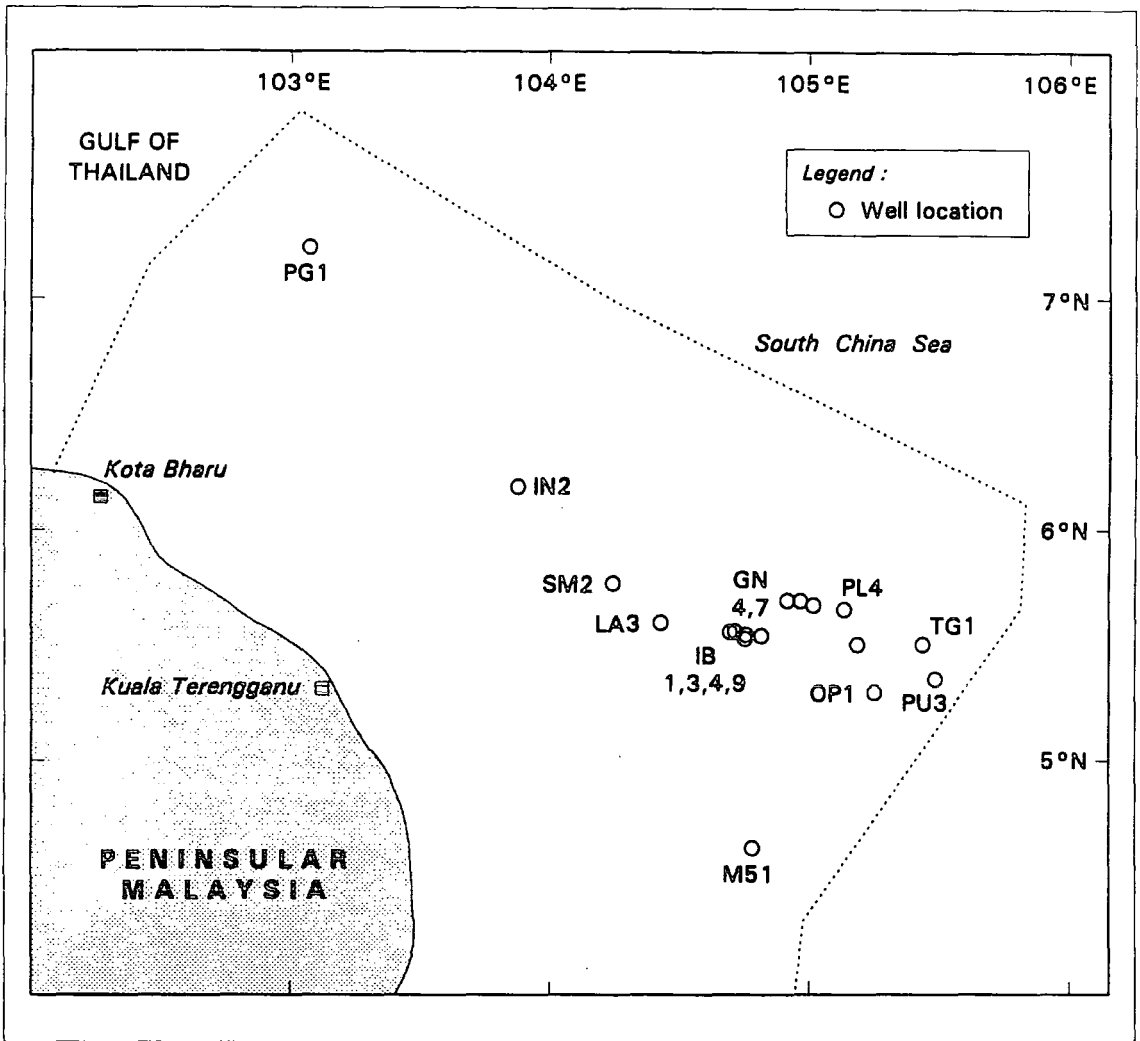 103°E 104°E 105°E 106°E
GULF OF
THAILAND
Legend :
Well location
PG1
7°N
South China Sea
Kota Bharu
IN2
6°N
SM2
GN
4,7
PL4
LA3
TG1
IB
1,3,4,9
Kuala Terengganu
OP1
PU3
5°N
PENINSULAR
MALAYSIA
M51